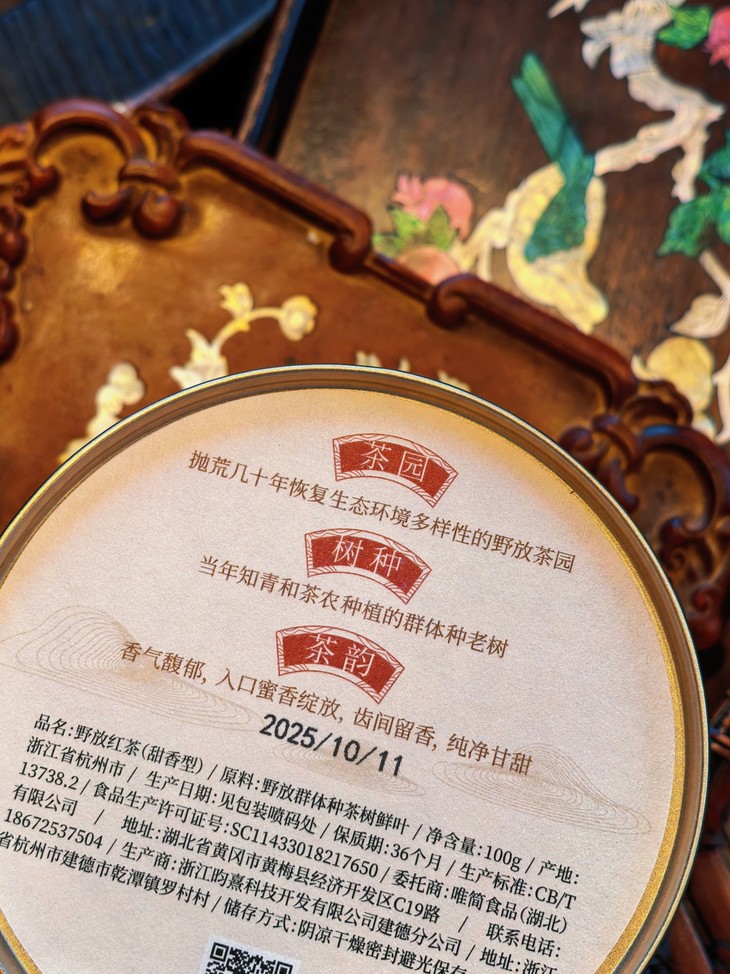 茶园
抛荒几十年恢复生态环境多样性的野放茶园
树种
当年知青和茶农种植的群体种老树
茶韵
香气馥郁, 入口蜜香绽放, 齿间留香, 纯净甘甜
2025/10/11
品名:野放红茶(甜香型) / 原料:野放群体种茶树鲜叶 / 净含量:100g / 产地:
浙江省杭州市 / 生产日期:见包装喷码处 / 保质期:36个月 / 生产标准:CB/T
13738.2 / 食品生产许可证号:SC11433018217650 / 委托商:唯简食品(湖北)
有限公司 / 地址:湖北省黄冈市黄梅县经济开发区C19路 / 联系电话:
18672537504 / 生产商:浙江昀熹科技开发有限公司建德分公司 / 地址:浙江
省杭州市建德市乾潭镇罗村村 / 储存方式:阴凉干燥密封避光保存